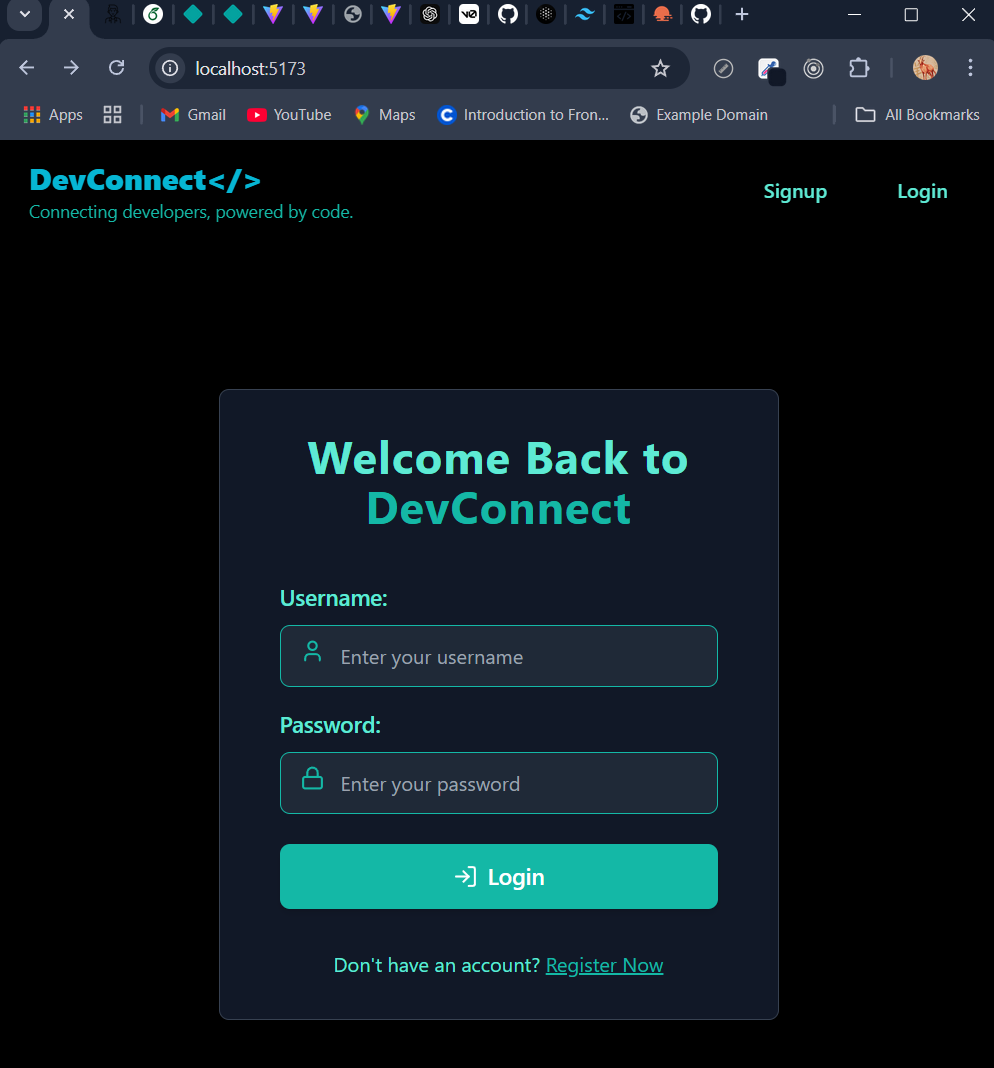 localhost:5173
Apps Gmail YouTube Maps Introduction to Fron... Example Domain All Bookmarks
DevConnect</>
Connecting developers, powered by code.
Signup Login
Welcome Back to
DevConnect
Username:
Enter your username
Password:
Enter your password
Login
Don't have an account? Register Now